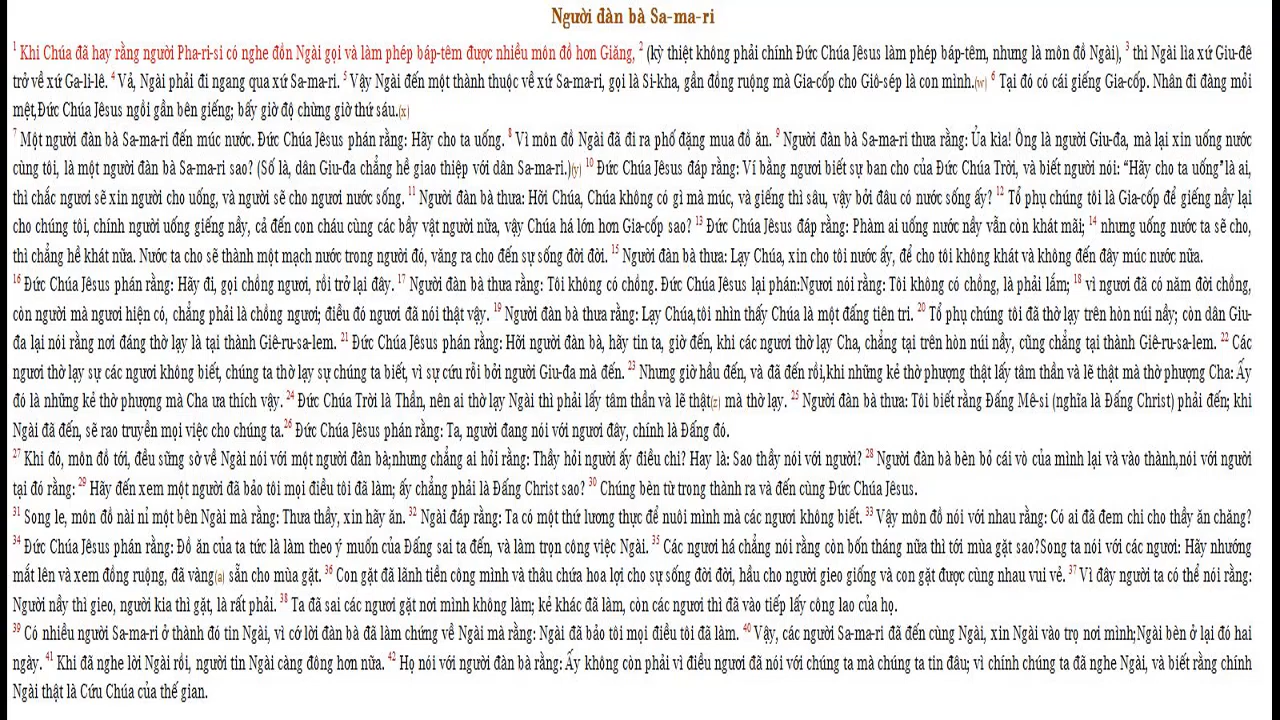 Người đàn bà Sa-ma-ri
1 Khi Chúa đã hay rằng người Pha-ri-si có nghe đồn Ngài gọi và làm phép báp-têm được nhiều môn đồ hơn Giăng, 2 (kỳ thiệt không phải chính Đức Chúa Jêsus làm phép báp-têm, nhưng là môn đồ Ngài), 3 thì Ngài lìa xứ Giu-đê
trở về xứ Ga-li-lê. 4 Vả, Ngài phải đi ngang qua xứ Sa-ma-ri. 5 Vậy Ngài đến một thành thuộc về xứ Sa-ma-ri, gọi là Si-kha, gần đồng ruộng mà Gia-cốp cho Giô-sép là con mình.(w) 6 Tại đó có cái giếng Gia-cốp. Nhân đi đàng mỏi
mệt,Đức Chúa Jêsus ngồi gần bên giếng; bấy giờ độ chừng giờ thứ sáu.(x)
7 Một người đàn bà Sa-ma-ri đến múc nước. Đức Chúa Jêsus phán rằng: Hãy cho ta uống. 8 Vì môn đồ Ngài đã đi ra phố đặng mua đồ ăn. 9 Người đàn bà Sa-ma-ri thưa rằng: Ủa kìa! Ông là người Giu-đa, mà lại xin uống nước
cùng tôi, là một người đàn bà Sa-ma-ri sao? (Số là, dân Giu-đa chẳng hề giao thiệp với dân Sa-ma-ri.)(y) 10 Đức Chúa Jêsus đáp rằng: Ví bằng ngươi biết sự ban cho của Đức Chúa Trời, và biết người nói: “Hãy cho ta uống”là ai,
thì chắc ngươi sẽ xin người cho uống, và người sẽ cho ngươi nước sống. 11 Người đàn bà thưa: Hỡi Chúa, Chúa không có gì mà múc, và giếng thì sâu, vậy bởi đâu có nước sống ấy? 12 Tổ phụ chúng tôi là Gia-cốp để giếng nầy lại
cho chúng tôi, chính người uống giếng nầy, cả đến con cháu cùng các bầy vật người nữa, vậy Chúa há lớn hơn Gia-cốp sao? 13 Đức Chúa Jêsus đáp rằng: Phàm ai uống nước nầy vẫn còn khát mãi; 14 nhưng uống nước ta sẽ cho,
thì chẳng hề khát nữa. Nước ta cho sẽ thành một mạch nước trong người đó, văng ra cho đến sự sống đời đời. 15 Người đàn bà thưa: Lạy Chúa, xin cho tôi nước ấy, để cho tôi không khát và không đến đây múc nước nữa.
16 Đức Chúa Jêsus phán rằng: Hãy đi, gọi chồng ngươi, rồi trở lại đây. 17 Người đàn bà thưa rằng: Tôi không có chồng. Đức Chúa Jêsus lại phán:Ngươi nói rằng: Tôi không có chồng, là phải lắm; 18 vì ngươi đã có năm đời chồng,
còn người mà ngươi hiện có, chẳng phải là chồng ngươi; điều đó ngươi đã nói thật vậy. 19 Người đàn bà thưa rằng: Lạy Chúa,tôi nhìn thấy Chúa là một đấng tiên tri. 20 Tổ phụ chúng tôi đã thờ lạy trên hòn núi nầy; còn dân Giu-
đa lại nói rằng nơi đáng thờ lạy là tại thành Giê-ru-sa-lem. 21 Đức Chúa Jêsus phán rằng: Hỡi người đàn bà, hãy tin ta, giờ đến, khi các ngươi thờ lạy Cha, chẳng tại trên hòn núi nầy, cũng chẳng tại thành Giê-ru-sa-lem. 22 Các
ngươi thờ lạy sự các ngươi không biết, chúng ta thờ lạy sự chúng ta biết, vì sự cứu rỗi bởi người Giu-đa mà đến. 23 Nhưng giờ hầu đến, và đã đến rồi,khi những kẻ thờ phượng thật lấy tâm thần và lẽ thật mà thờ phượng Cha: Ấy
đó là những kẻ thờ phượng mà Cha ưa thích vậy. 24 Đức Chúa Trời là Thần, nên ai thờ lạy Ngài thì phải lấy tâm thần và lẽ thật(z) mà thờ lạy. 25 Người đàn bà thưa: Tôi biết rằng Đấng Mê-si (nghĩa là Đấng Christ) phải đến; khi
Ngài đã đến, sẽ rao truyền mọi việc cho chúng ta.26 Đức Chúa Jêsus phán rằng: Ta, người đang nói với ngươi đây, chính là Đấng đó.
27 Khi đó, môn đồ tới, đều sững sờ về Ngài nói với một người đàn bà;nhưng chẳng ai hỏi rằng: Thầy hỏi người ấy điều chi? Hay là: Sao thầy nói với người? 28 Người đàn bà bèn bỏ cái vò của mình lại và vào thành,nói với người
tại đó rằng: 29 Hãy đến xem một người đã bảo tôi mọi điều tôi đã làm; ấy chẳng phải là Đấng Christ sao? 30 Chúng bèn từ trong thành ra và đến cùng Đức Chúa Jêsus.
31 Song le, môn đồ nài nỉ một bên Ngài mà rằng: Thưa thầy, xin hãy ăn. 32 Ngài đáp rằng: Ta có một thứ lương thực để nuôi mình mà các ngươi không biết. 33 Vậy môn đồ nói với nhau rằng: Có ai đã đem chi cho thầy ăn chăng?
34 Đức Chúa Jêsus phán rằng: Đồ ăn của ta tức là làm theo ý muốn của Đấng sai ta đến, và làm trọn công việc Ngài. 35 Các ngươi há chẳng nói rằng còn bốn tháng nữa thì tới mùa gặt sao?Song ta nói với các ngươi: Hãy nhướng
mắt lên và xem đồng ruộng, đã vàng(a) sẵn cho mùa gặt. 36 Con gặt đã lãnh tiền công mình và thâu chứa hoa lợi cho sự sống đời đời, hầu cho người gieo giống và con gặt được cùng nhau vui vẻ. 37 Vì đây người ta có thể nói rằng:
Người nầy thì gieo, người kia thì gặt, là rất phải. 38 Ta đã sai các ngươi gặt nơi mình không làm; kẻ khác đã làm, còn các ngươi thì đã vào tiếp lấy công lao của họ.
39 Có nhiều người Sa-ma-ri ở thành đó tin Ngài, vì cớ lời đàn bà đã làm chứng về Ngài mà rằng: Ngài đã bảo tôi mọi điều tôi đã làm. 40 Vậy, các người Sa-ma-ri đã đến cùng Ngài, xin Ngài vào trọ nơi mình;Ngài bèn ở lại đó hai
ngày. 41 Khi đã nghe lời Ngài rồi, người tin Ngài càng đông hơn nữa. 42 Họ nói với người đàn bà rằng: Ấy không còn phải vì điều ngươi đã nói với chúng ta mà chúng ta tin đâu; vì chính chúng ta đã nghe Ngài, và biết rằng chính
Ngài thật là Cứu Chúa của thế gian.